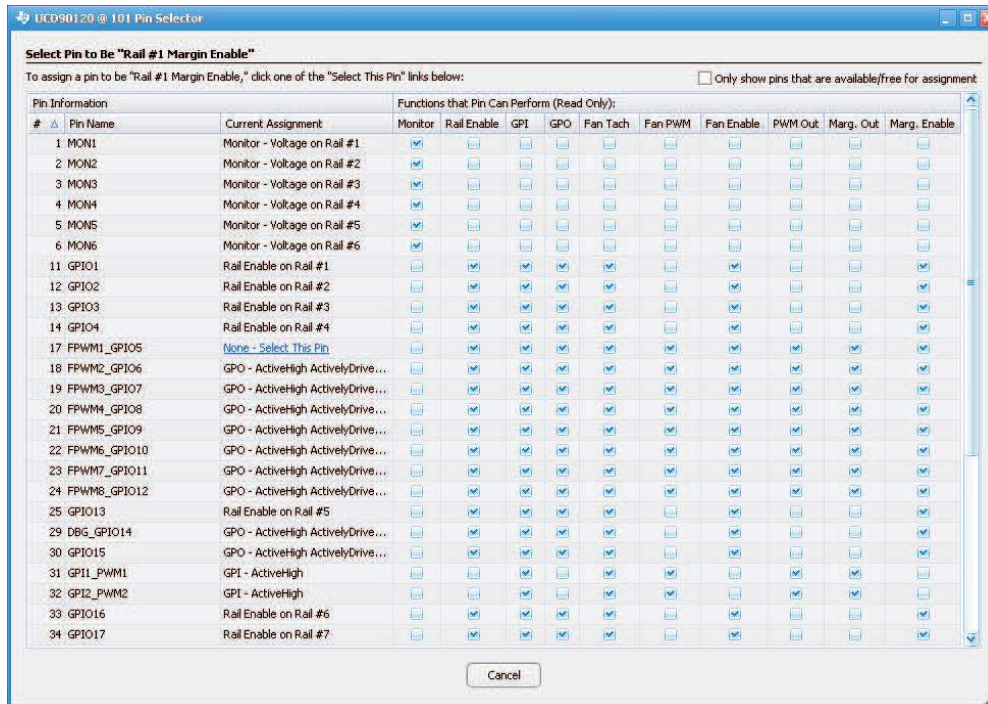 UCD90120 @ 101 Pin Selector
Select Pin to Be "Rail #1 Margin Enable"
To assign a pin to be "Rail #1 Margin Enable," click one of the "Select This Pin" links below:
Only show pins that are available/free for assignment
Pin Information Functions that Pin Can Perform (Read Only):
# Pin Name Current Assignment Monitor Rail Enable GPI GPO Fan Tach Fan PWM Fan Enable PWM Out Marg. Out Marg. Enable
1 MON1 Monitor - Voltage on Rail #1
2 MON2 Monitor - Voltage on Rail #2
3 MON3 Monitor - Voltage on Rail #3
4 MON4 Monitor - Voltage on Rail #4
5 MON5 Monitor - Voltage on Rail #5
6 MON6 Monitor - Voltage on Rail #6
11 GPIO1 Rail Enable on Rail #1
12 GPIO2 Rail Enable on Rail #2
13 GPIO3 Rail Enable on Rail #3
14 GPIO4 Rail Enable on Rail #4
17 FPWM1_GPIO5 None - Select This Pin
18 FPWM2_GPIO6 GPO - ActiveHigh ActivelyDrive...
19 FPWM3_GPIO7 GPO - ActiveHigh ActivelyDrive...
20 FPWM4_GPIO8 GPO - ActiveHigh ActivelyDrive...
21 FPWM5_GPIO9 GPO - ActiveHigh ActivelyDrive...
22 FPWM6_GPIO10 GPO - ActiveHigh ActivelyDrive...
23 FPWM7_GPIO11 GPO - ActiveHigh ActivelyDrive...
24 FPWM8_GPIO12 GPO - ActiveHigh ActivelyDrive...
25 GPIO13 Rail Enable on Rail #5
29 DBG_GPIO14 GPO - ActiveHigh ActivelyDrive...
30 GPIO15 GPO - ActiveHigh ActivelyDrive...
31 GPI1_PWM1 GPI - ActiveHigh
32 GPI2_PWM2 GPI - ActiveHigh
33 GPIO16 Rail Enable on Rail #6
34 GPIO17 Rail Enable on Rail #7
Cancel